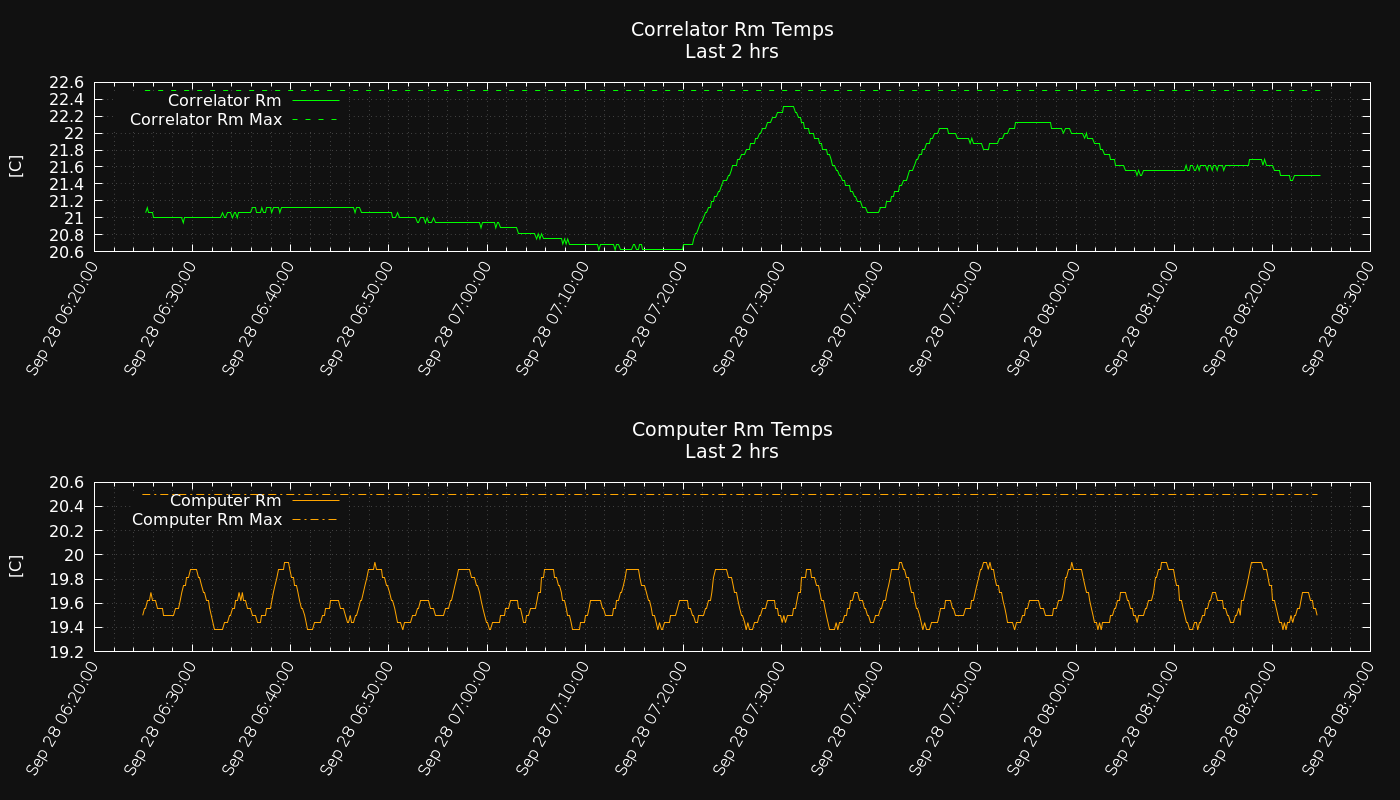 Correlator Rm Temps
Last 2 hrs
22.6
22.4
22.2
22
21.8
21.6
21.4
21.2
21
20.8
20.6
[C]
Correlator Rm
Correlator Rm Max
Sep 28 06:20:00
Sep 28 06:30:00
Sep 28 06:40:00
Sep 28 06:50:00
Sep 28 07:00:00
Sep 28 07:10:00
Sep 28 07:20:00
Sep 28 07:30:00
Sep 28 07:40:00
Sep 28 07:50:00
Sep 28 08:00:00
Sep 28 08:10:00
Sep 28 08:20:00
Sep 28 08:30:00
Computer Rm Temps
Last 2 hrs
20.6
20.4
20.2
20
19.8
19.6
19.4
19.2
[C]
Computer Rm
Computer Rm Max
Sep 28 06:20:00
Sep 28 06:30:00
Sep 28 06:40:00
Sep 28 06:50:00
Sep 28 07:00:00
Sep 28 07:10:00
Sep 28 07:20:00
Sep 28 07:30:00
Sep 28 07:40:00
Sep 28 07:50:00
Sep 28 08:00:00
Sep 28 08:10:00
Sep 28 08:20:00
Sep 28 08:30:00